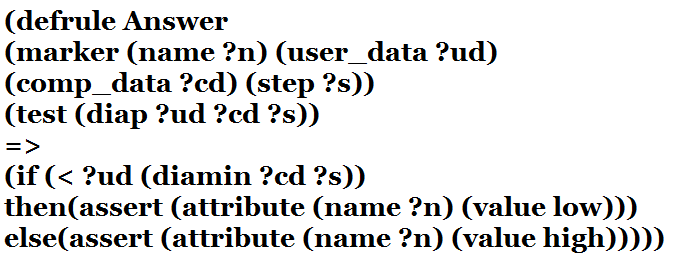 (defrule Answer
(marker (name ?n) (user_data ?ud)
(comp_data ?cd) (step ?s))
(test (diap ?ud ?cd ?s))
=>
(if (< ?ud (diamin ?cd ?s))
then(assert (attribute (name ?n) (value low)))
else(assert (attribute (name ?n) (value high)))))